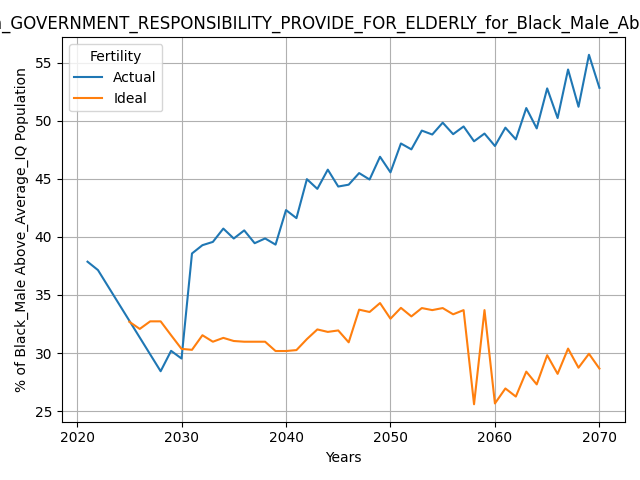 _GOVERNMENT_RESPONSIBILITY_PROVIDE_FOR_ELDERLY_for_Black_Male_Ab
Fertility
Actual
Ideal
% of Black_Male Above_Average_IQ Population
55
50
45
40
35
30
25
2020
2030
2040
2050
2060
2070
Years